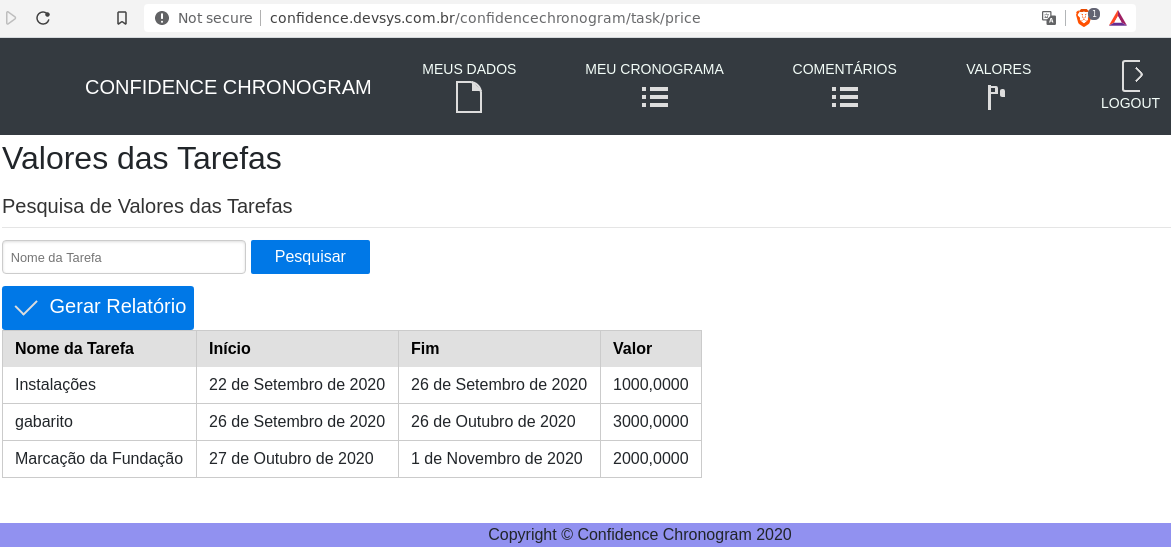 Not secure confidence.devsys.com.br/confidencechronogram/task/price 1
CONFIDENCE CHRONOGRAM MEUS DADOS MEU CRONOGRAMA COMENTÁRIOS VALORES LOGOUT
Valores das Tarefas
Pesquisa de Valores das Tarefas
Nome da Tarefa Pesquisar
Gerar Relatório
Nome da Tarefa Início Fim Valor
Instalações 22 de Setembro de 2020 26 de Setembro de 2020 1000,0000
gabarito 26 de Setembro de 2020 26 de Outubro de 2020 3000,0000
Marcação da Fundação 27 de Outubro de 2020 1 de Novembro de 2020 2000,0000
Copyright © Confidence Chronogram 2020